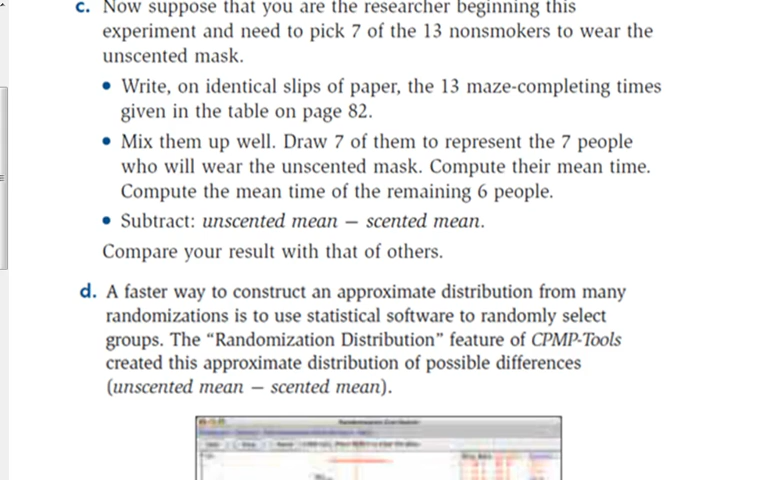 c. Now suppose that you are the researcher beginning this
experiment and need to pick 7 of the 13 nonsmokers to wear the
unscented mask.
• Write, on identical slips of paper, the 13 maze-completing times
given in the table on page 82.
• Mix them up well. Draw 7 of them to represent the 7 people
who will wear the unscented mask. Compute their mean time.
Compute the mean time of the remaining 6 people.
• Subtract: unscented mean − scented mean.
Compare your result with that of others.
d. A faster way to construct an approximate distribution from many
randomizations is to use statistical software to randomly select
groups. The “Randomization Distribution” feature of CPMP-Tools
created this approximate distribution of possible differences
(unscented mean − scented mean).